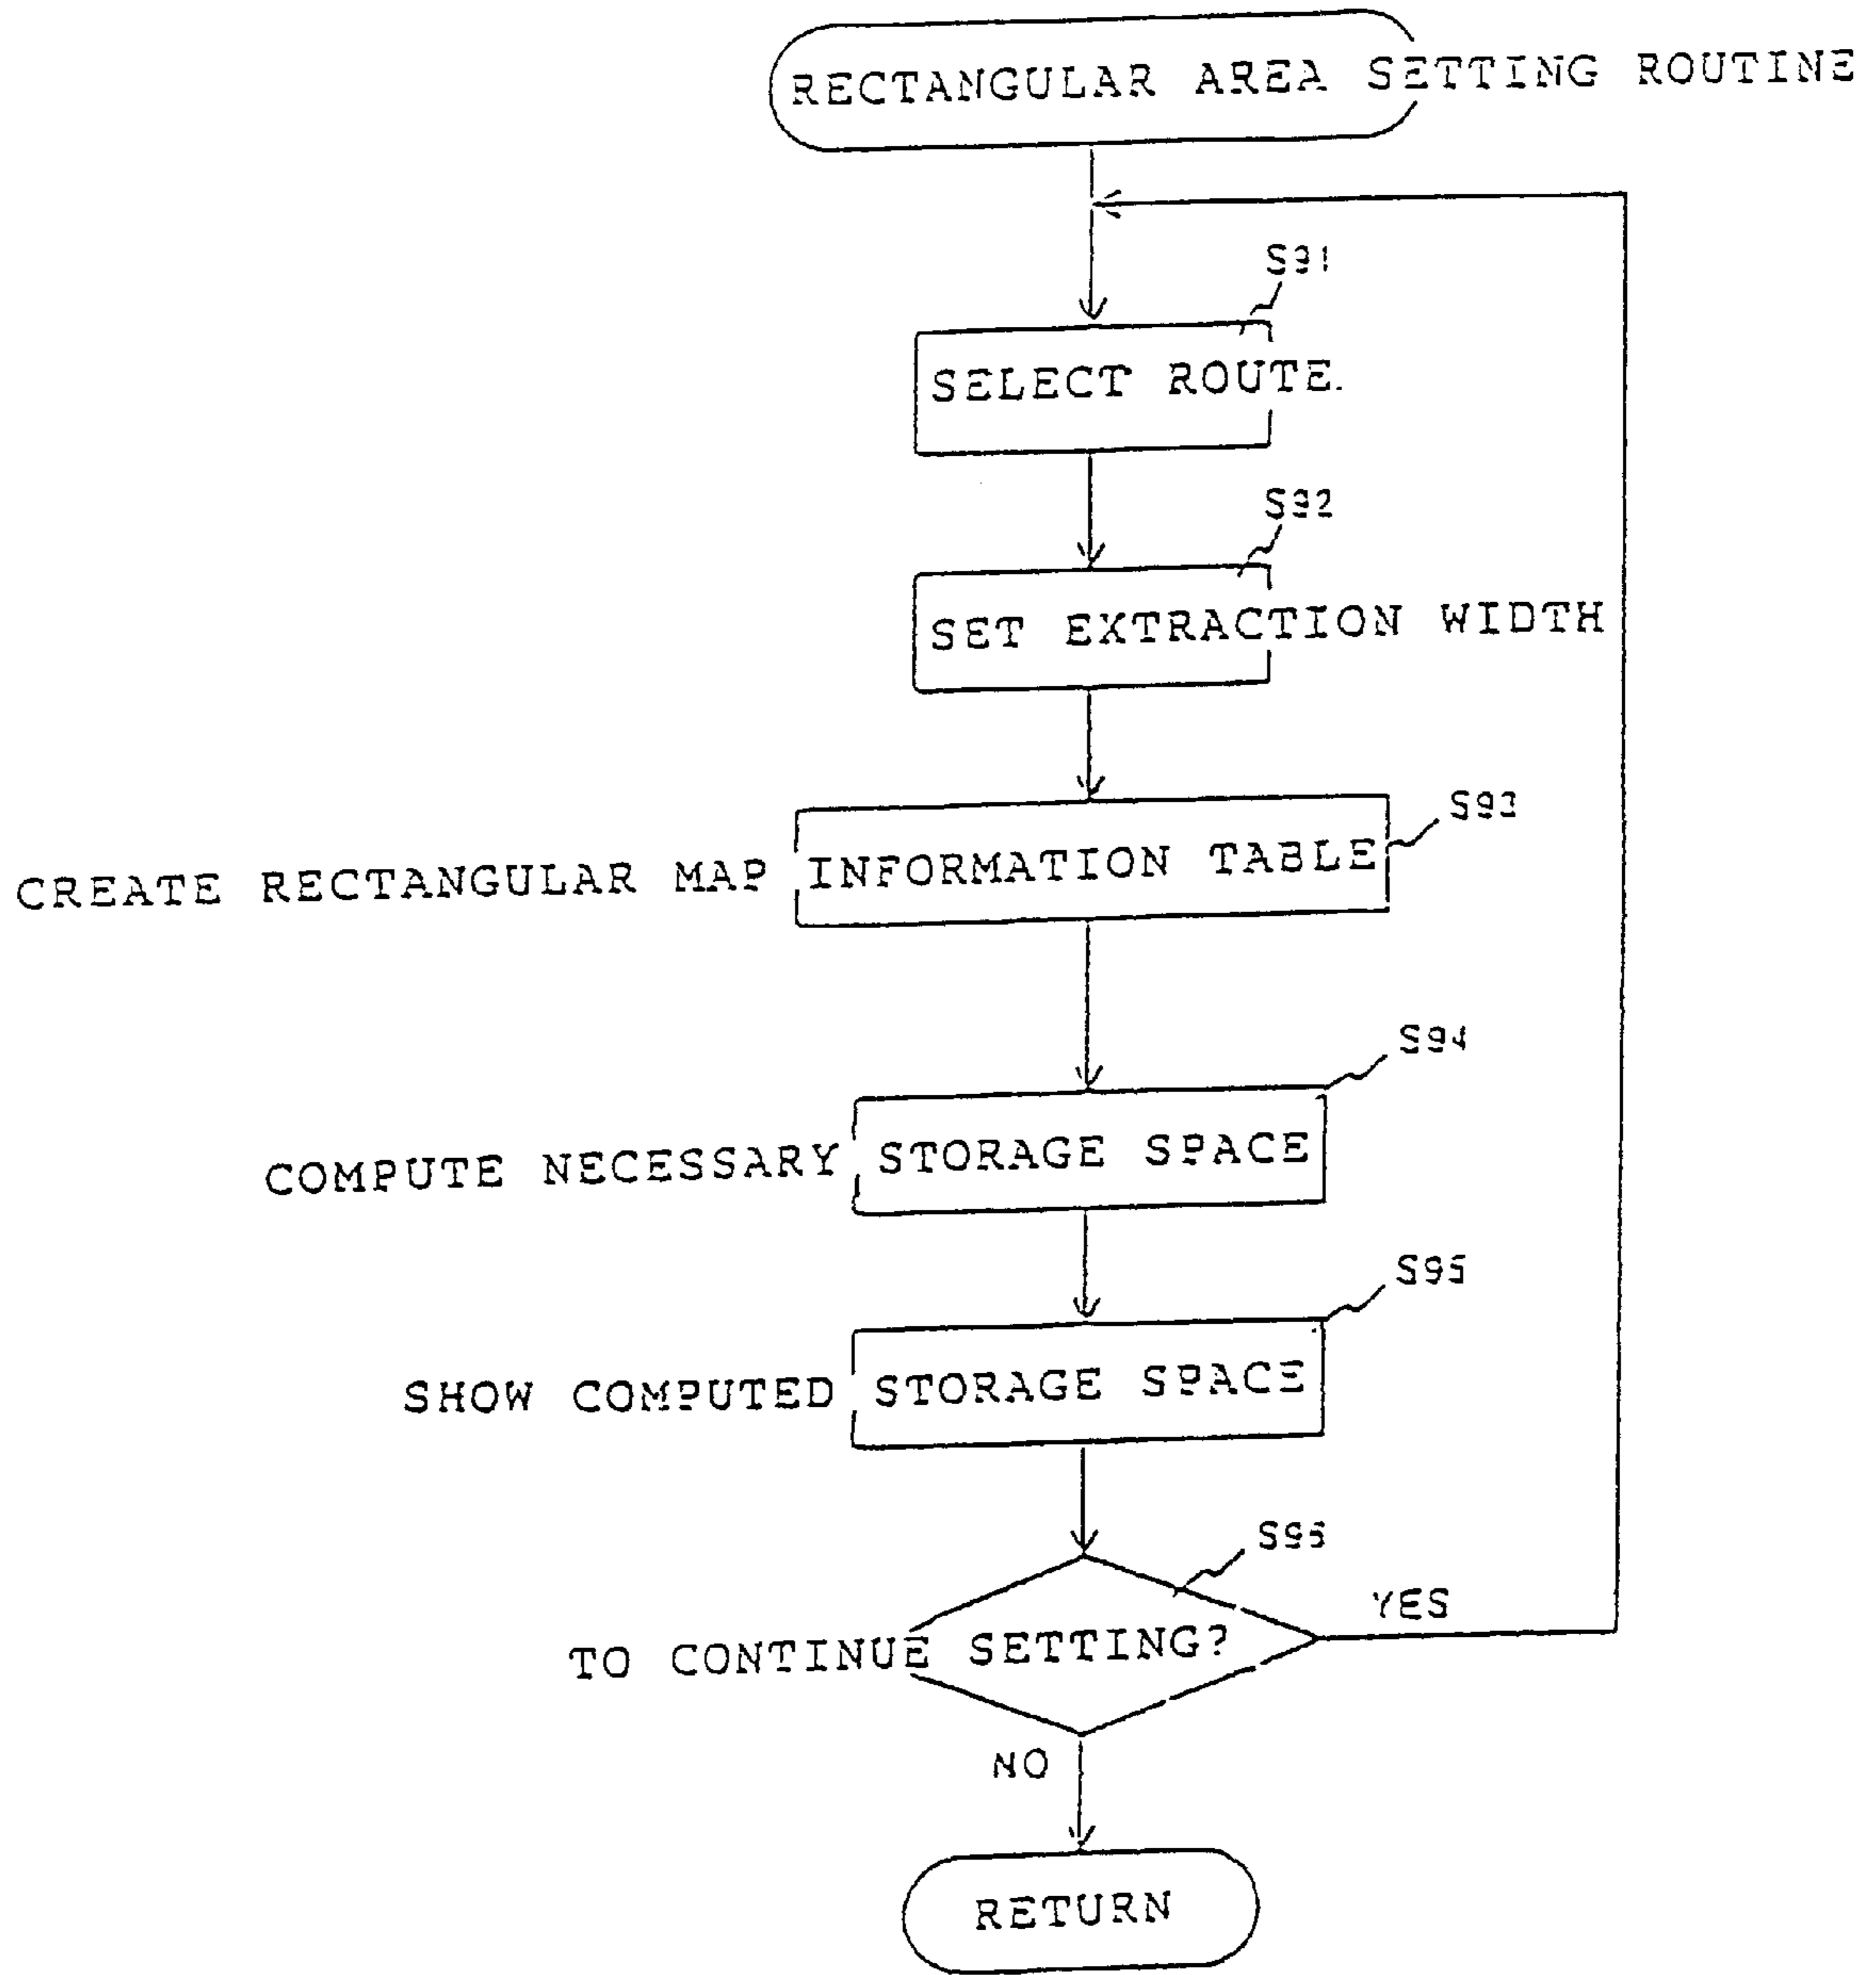 RECTANGULAR AREA SETTING ROUTINE
S91
SELECT ROUTE.
S92
SET EXTRACTION WIDTH
S93
CREATE RECTANGULAR MAP INFORMATION TABLE
S94
COMPUTE NECESSARY STORAGE SPACE
S95
SHOW COMPUTED STORAGE SPACE
S96
TO CONTINUE SETTING?
YES
NO
RETURN